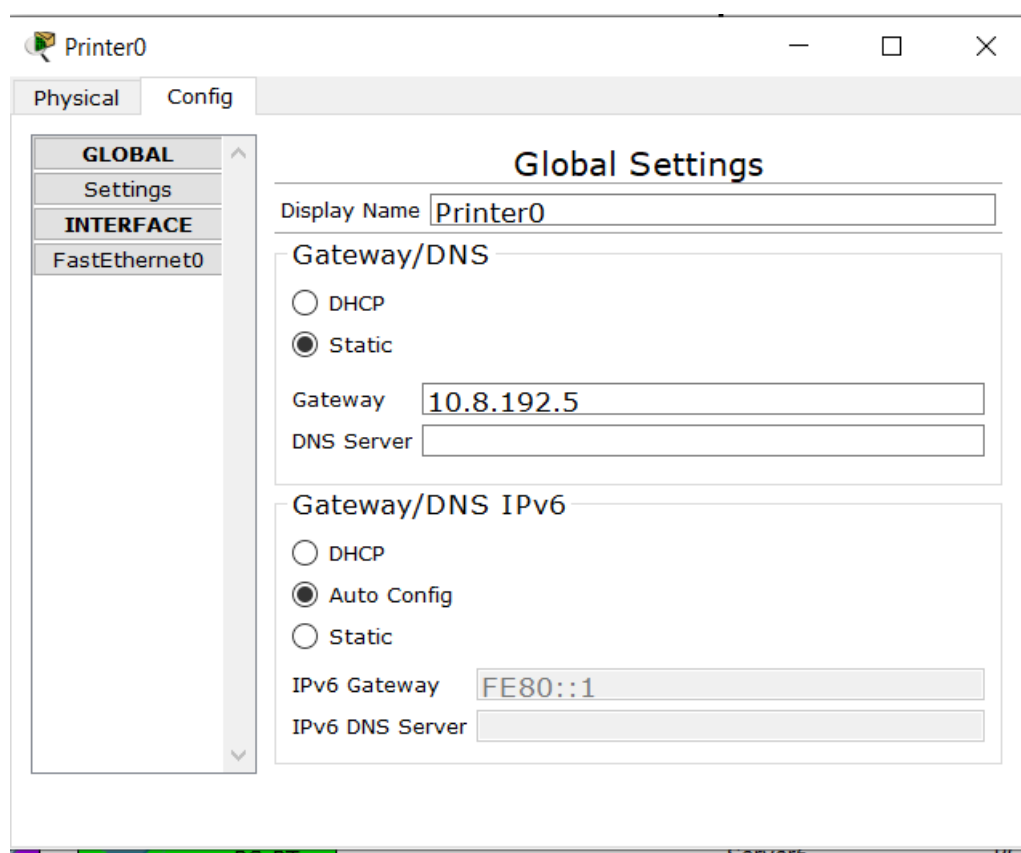 Printer0
Physical Config
GLOBAL
Settings
INTERFACE
FastEthernet0
Global Settings
Display Name Printer0
Gateway/DNS
DHCP
Static
Gateway 10.8.192.5
DNS Server
Gateway/DNS IPv6
DHCP
Auto Config
Static
IPv6 Gateway FE80::1
IPv6 DNS Server